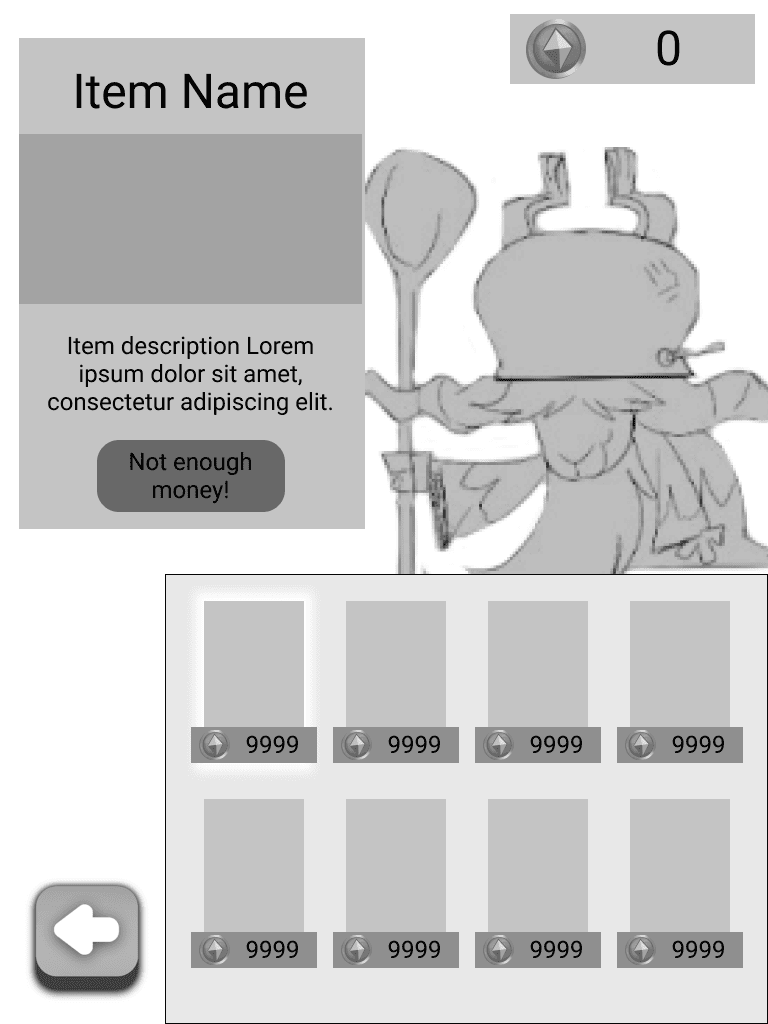 0
Item Name
Item description Lorem
ipsum dolor sit amet,
consectetur adipiscing elit.
Not enough
money!
9999 9999 9999 9999
9999 9999 9999 9999